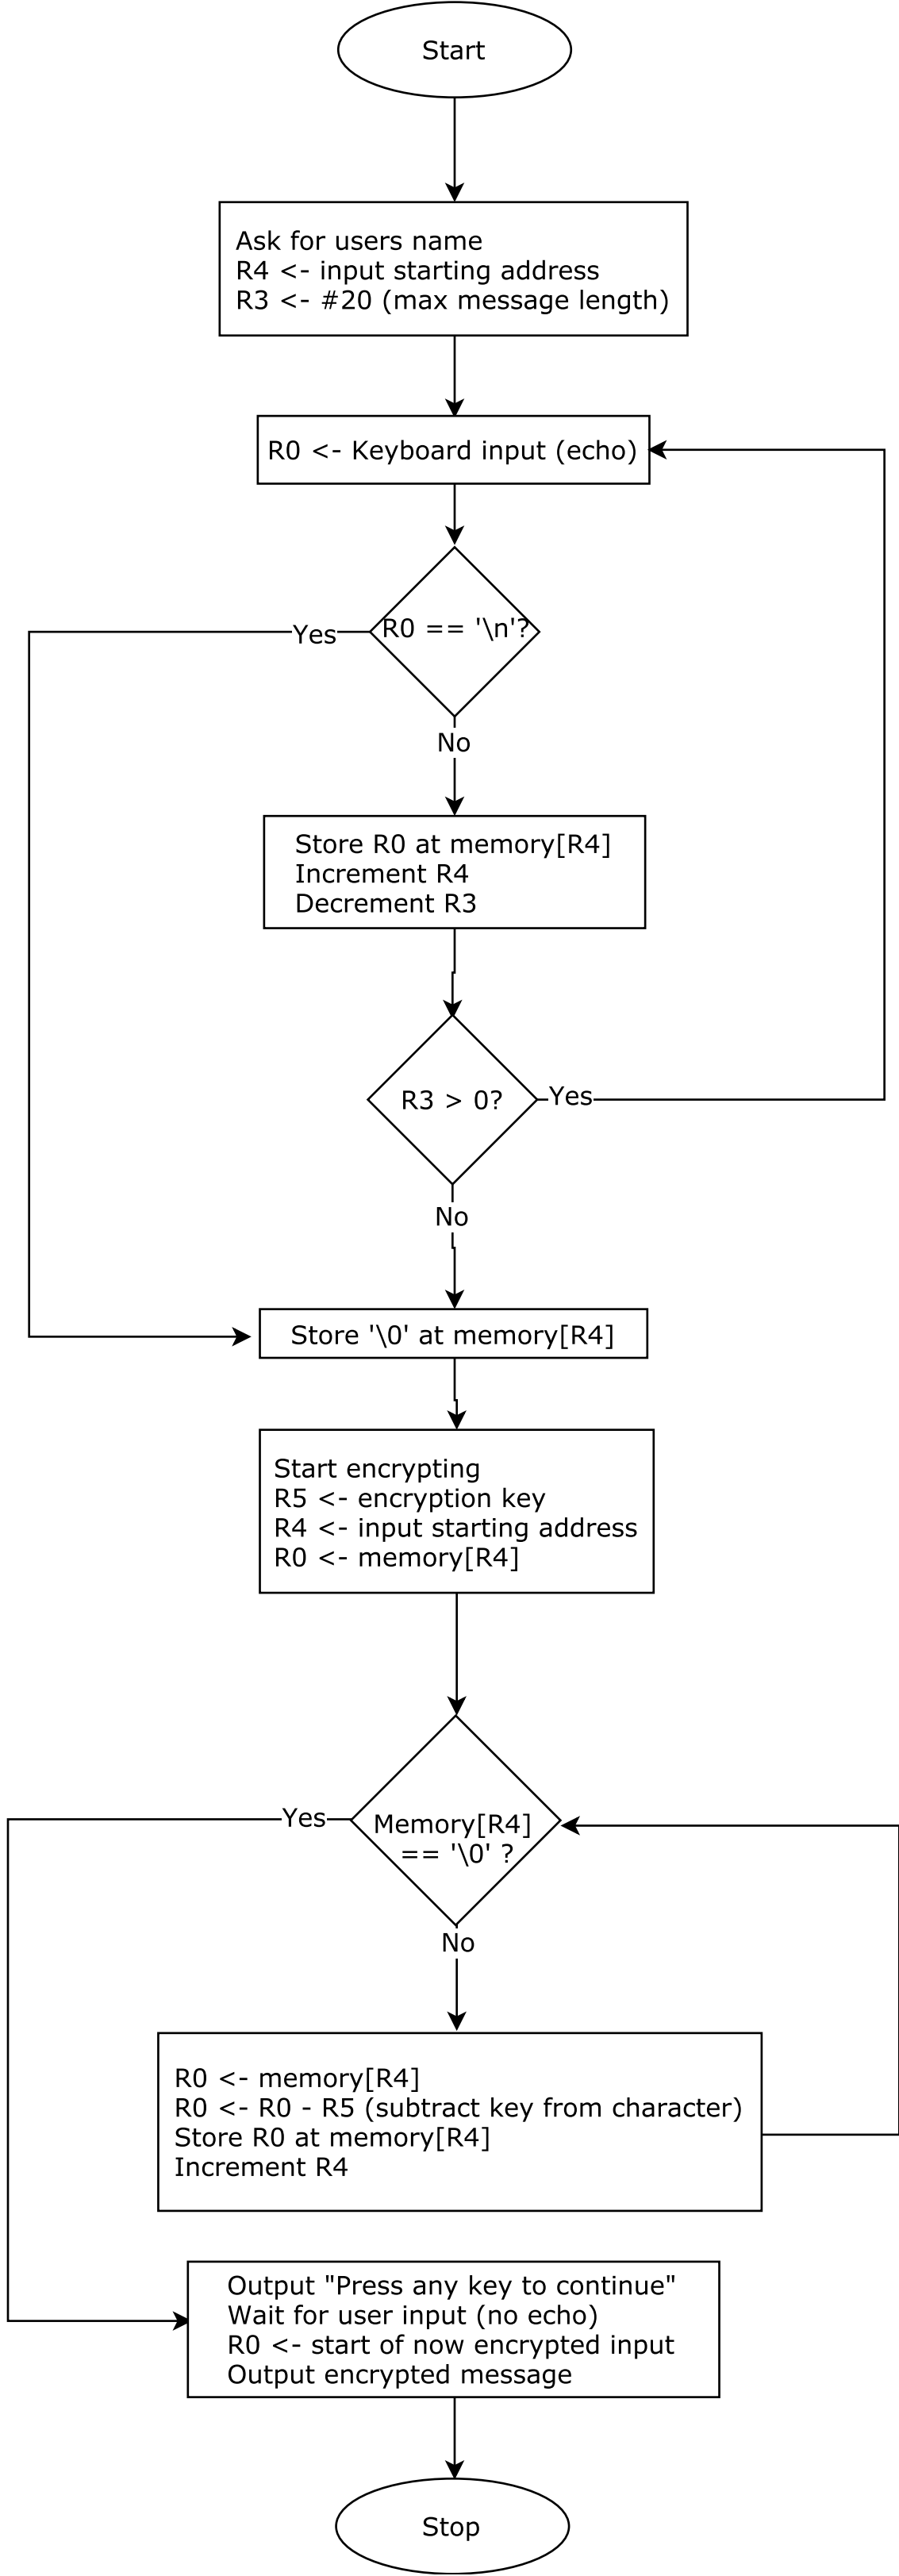 Start
Ask for users name
R4 <- input starting address
R3 <- #20 (max message length)
R0 <- Keyboard input (echo)
R0 == '\n'?
Yes
No
Store R0 at memory[R4]
Increment R4
Decrement R3
R3 > 0?
Yes
No
Store '\0' at memory[R4]
Start encrypting
R5 <- encryption key
R4 <- input starting address
R0 <- memory[R4]
Memory[R4]
== '\0' ?
Yes
No
R0 <- memory[R4]
R0 <- R0 - R5 (subtract key from character)
Store R0 at memory[R4]
Increment R4
Output "Press any key to continue"
Wait for user input (no echo)
R0 <- start of now encrypted input
Output encrypted message
Stop